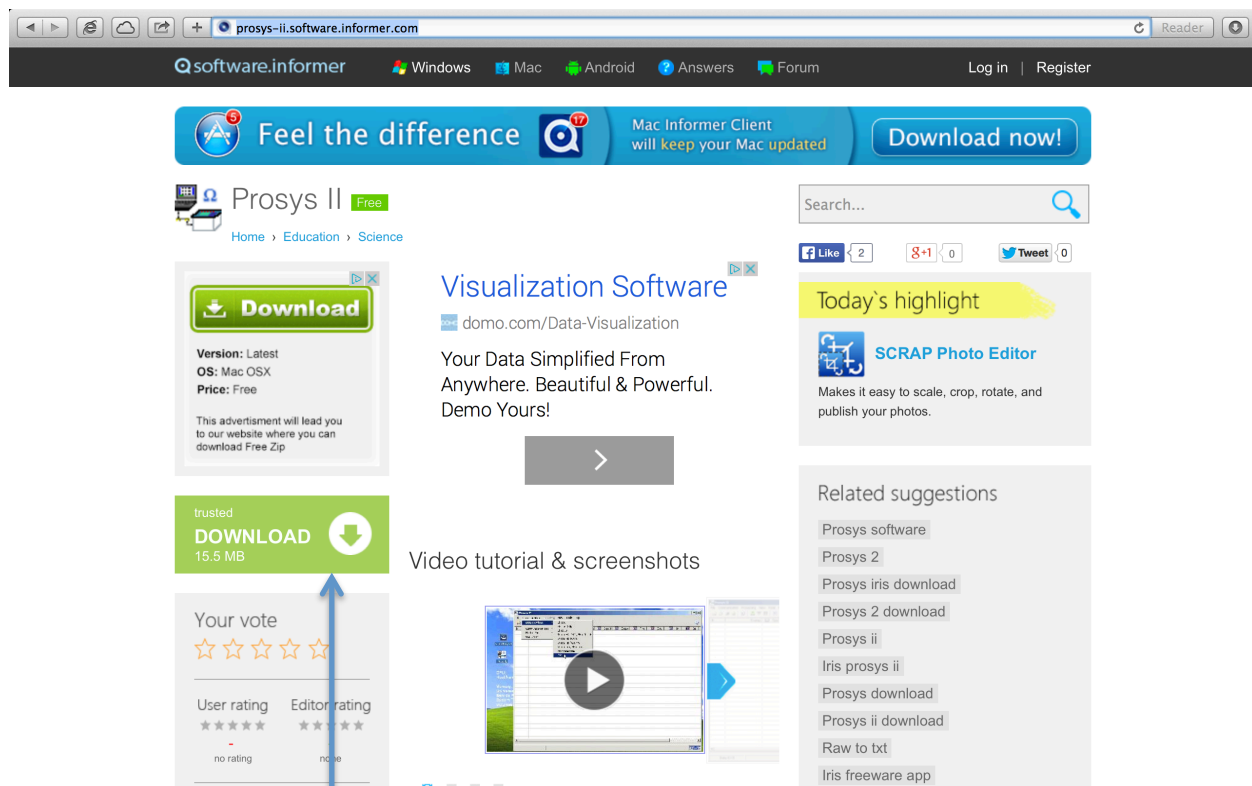 prosys-ii.software.informer.com
Reader
software.informer
Windows
Mac
Android
Answers
Forum
Log in | Register
5
Feel the difference
17
Mac Informer Client
will keep your Mac updated
Download now!
Prosys II Free
Home › Education › Science
Search...
Like 2
g+1 0
Tweet 0
Download
Version: Latest
OS: Mac OSX
Price: Free
This advertisment will lead you
to our website where you can
download Free Zip
Visualization Software
domo.com/Data-Visualization
Your Data Simplified From
Anywhere. Beautiful & Powerful.
Demo Yours!
Today`s highlight
SCRAP Photo Editor
Makes it easy to scale, crop, rotate, and
publish your photos.
trusted
DOWNLOAD
15.5 MB
Video tutorial & screenshots
Your vote
User rating
Editor rating
-
no rating
none
Related suggestions
Prosys software
Prosys 2
Prosys iris download
Prosys 2 download
Prosys ii
Iris prosys ii
Prosys download
Prosys ii download
Raw to txt
Iris freeware app